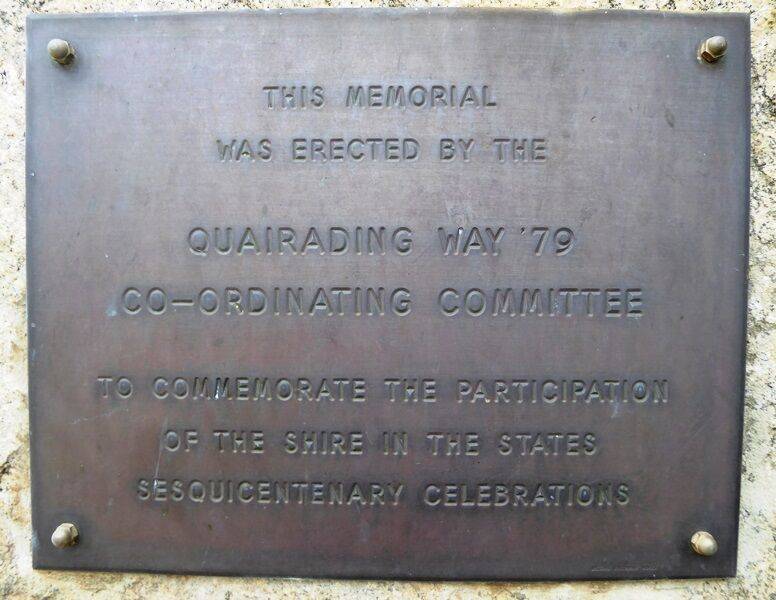 THIS MEMORIAL
WAS ERECTED BY THE
QUAIRADING WAY '79
CO-ORDINATING COMMITTEE
TO COMMEMORATE THE PARTICIPATION
OF THE SHIRE IN THE STATES
SESQUICENTENARY CELEBRATIONS